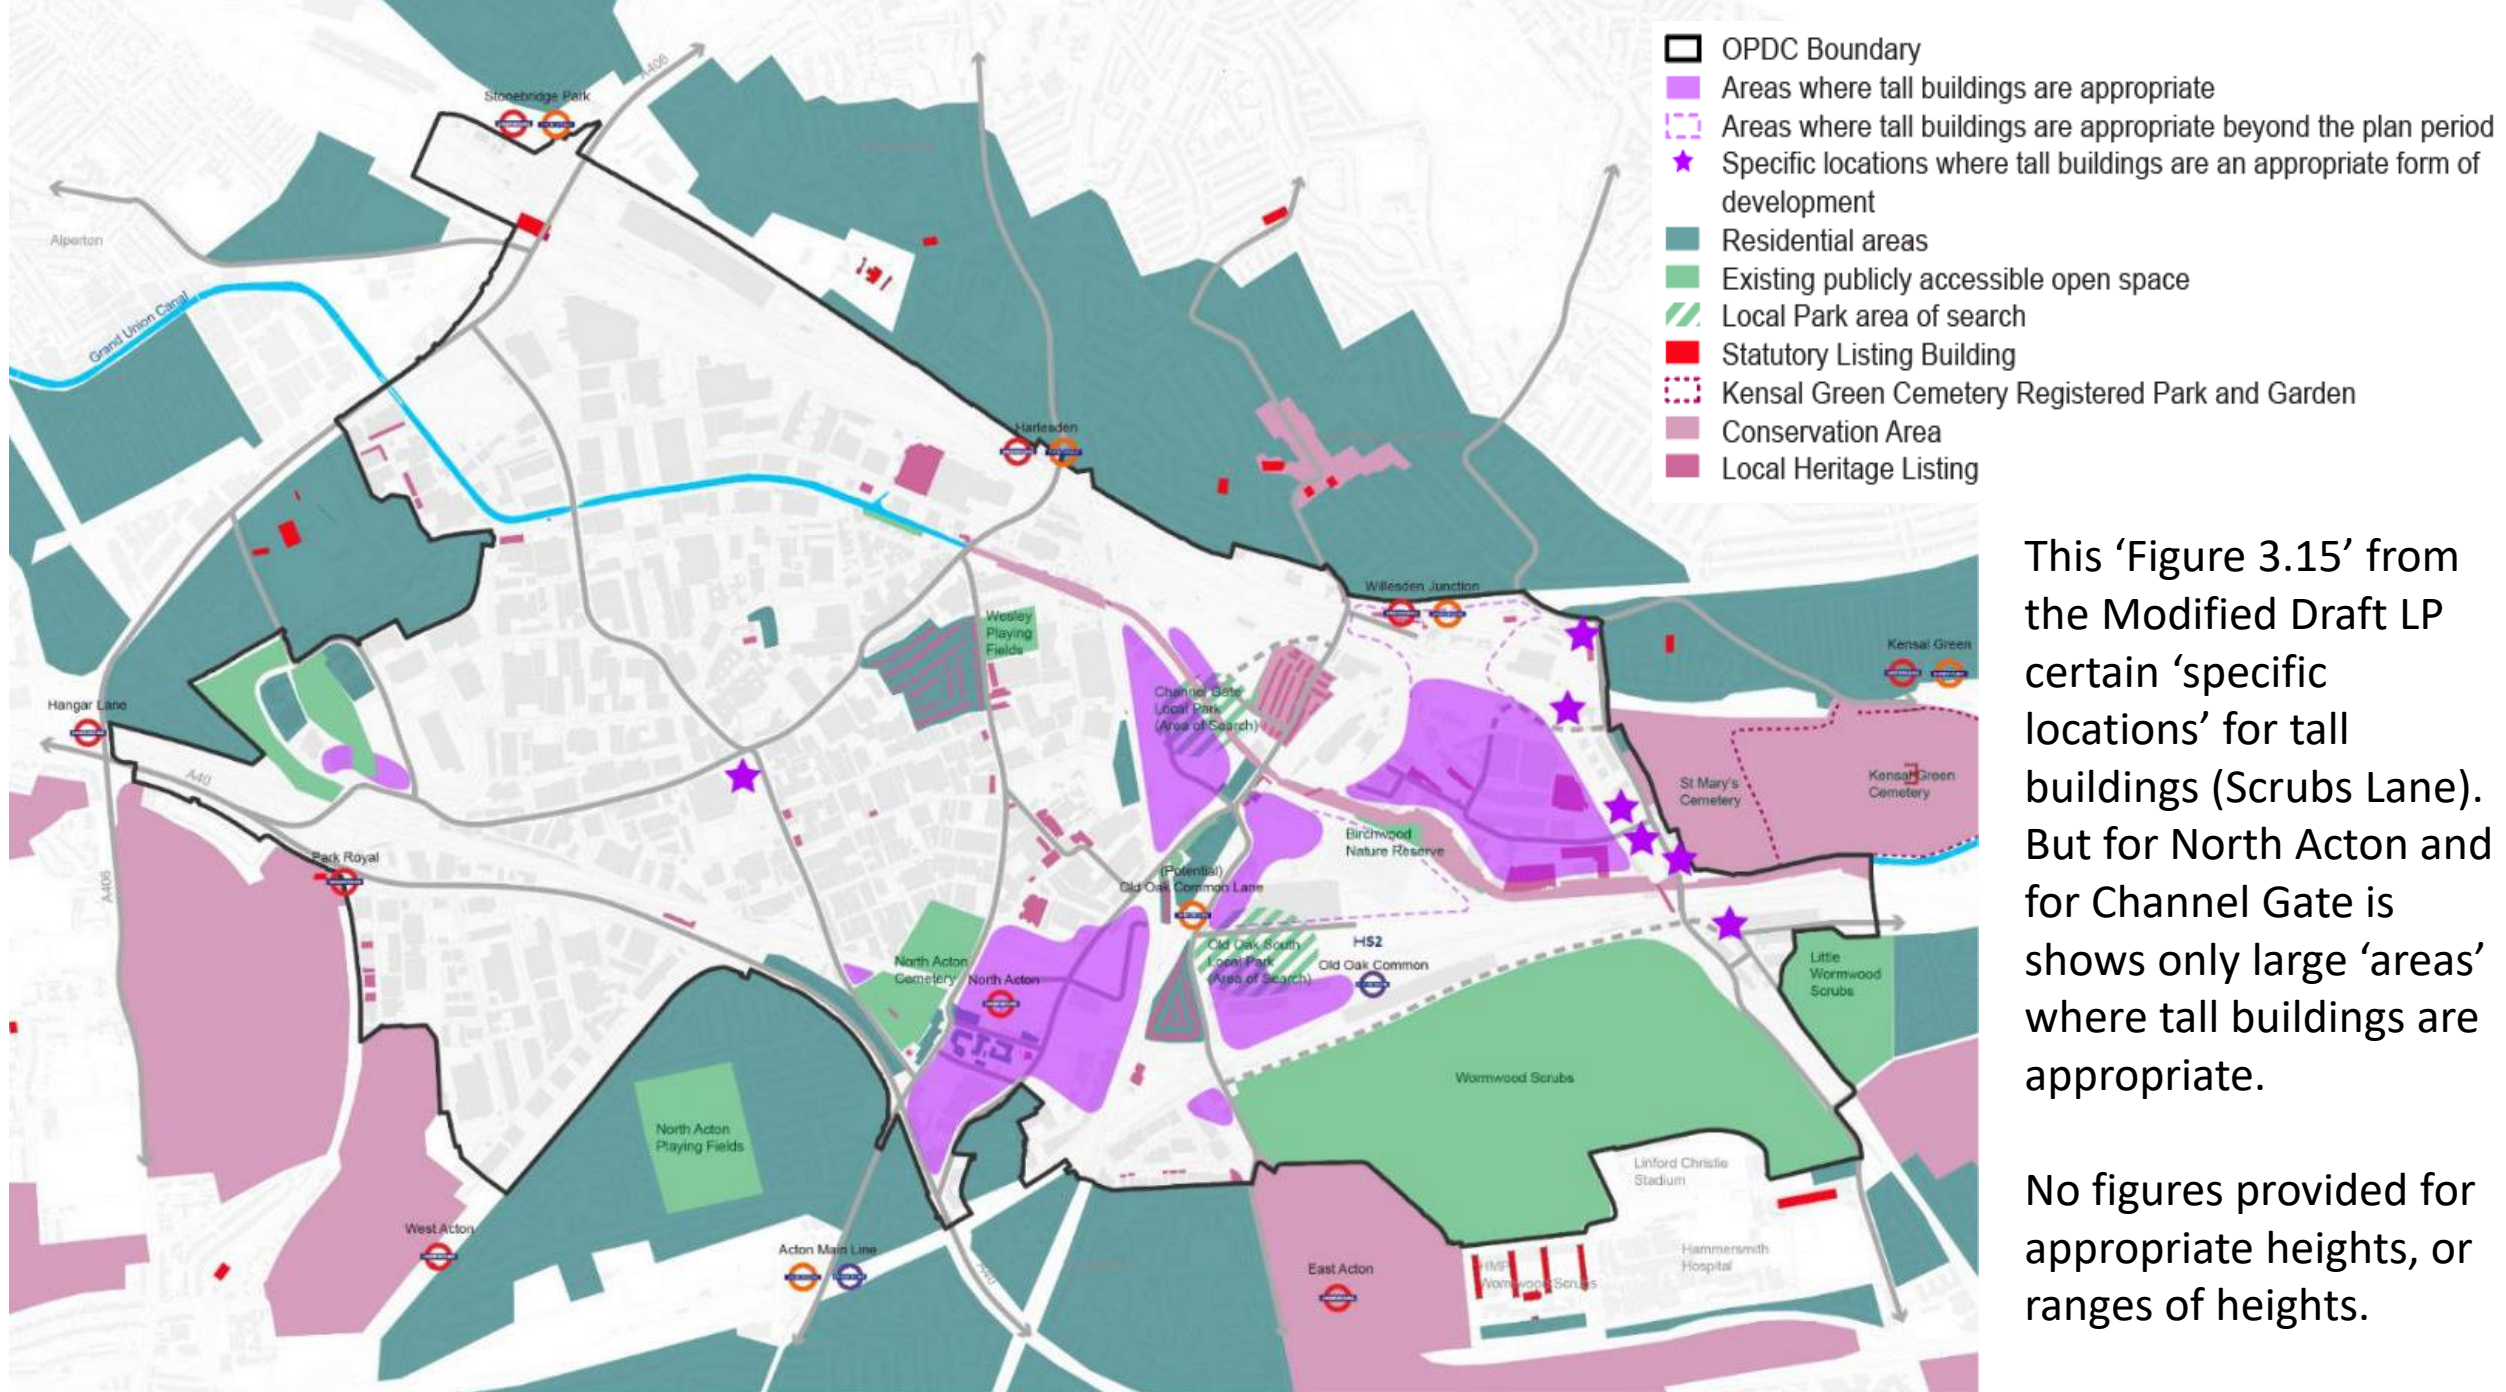 OPDC Boundary
Areas where tall buildings are appropriate
Areas where tall buildings are appropriate beyond the plan period
Specific locations where tall buildings are an appropriate form of
development
Residential areas
Existing publicly accessible open space
Local Park area of search
Statutory Listing Building
Kensal Green Cemetery Registered Park and Garden
Conservation Area
Local Heritage Listing
This ‘Figure 3.15’ from
the Modified Draft LP
certain ‘specific
locations’ for tall
buildings (Scrubs Lane).
But for North Acton and
for Channel Gate is
shows only large ‘areas’
where tall buildings are
appropriate.
No figures provided for
appropriate heights, or
ranges of heights.
A406
Stonebridge Park
Alperton
Grand Union Canal
Harlesden
Willesden Junction
Wesley
Playing
Fields
Kensal Green
Channel Gate
Local Park
(Area of Search)
Hangar Lane
A40
St Mary's
Cemetery
Kensal Green
Cemetery
Birchwood
Nature Reserve
Park Royal
A406
(Potential)
Old Oak Common Lane
HS2
Old Oak Common
Old Oak South
Local Park
(Area of Search)
North Acton
Cemetery
North Acton
Little
Wormwood
Scrubs
Wormwood Scrubs
North Acton
Playing Fields
Linford Christie
Stadium
West Acton
Acton Main Line
A40
East Acton
HMP
Wormwood Scrubs
Hammersmith
Hospital